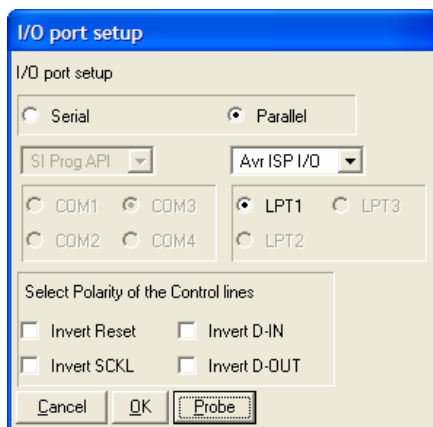 I/O port setup
I/O port setup
Serial Parallel
SI Prog API Avr ISP I/O
COM1 COM3 LPT1 LPT3
COM2 COM4 LPT2
Select Polarity of the Control lines
Invert Reset Invert D-IN
Invert SCKL Invert D-OUT
Cancel OK Probe